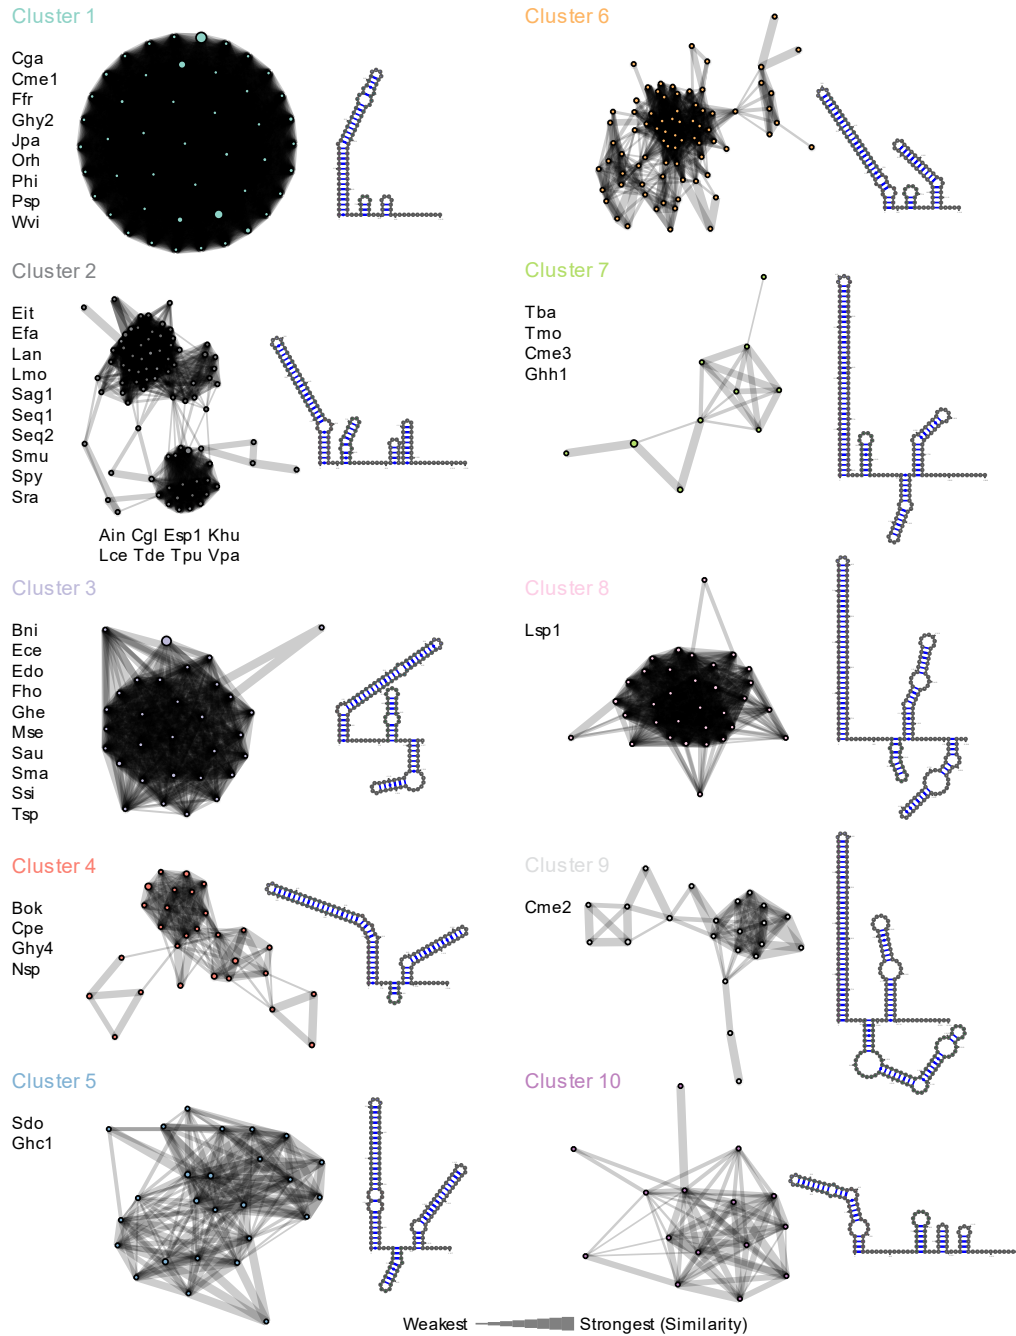 Cluster 1
Cga
Cme1
Ffr
Ghy2
Jpa
Orh
Phi
Psp
Wvi
Cluster 6
Cluster 2
Eit
Efa
Lan
Lmo
Sag1
Seq1
Seq2
Smu
Spy
Sra
Ain Cgl Esp1 Khu
Lce Tde Tpu Vpa
Cluster 7
Tba
Tmo
Cme3
Ghh1
Cluster 3
Bni
Ece
Edo
Fho
Ghe
Mse
Sau
Sma
Ssi
Tsp
Cluster 8
Lsp1
Cluster 4
Bok
Cpe
Ghy4
Nsp
Cluster 9
Cme2
Cluster 5
Sdo
Ghc1
Cluster 10
Weakest Strongest (Similarity)